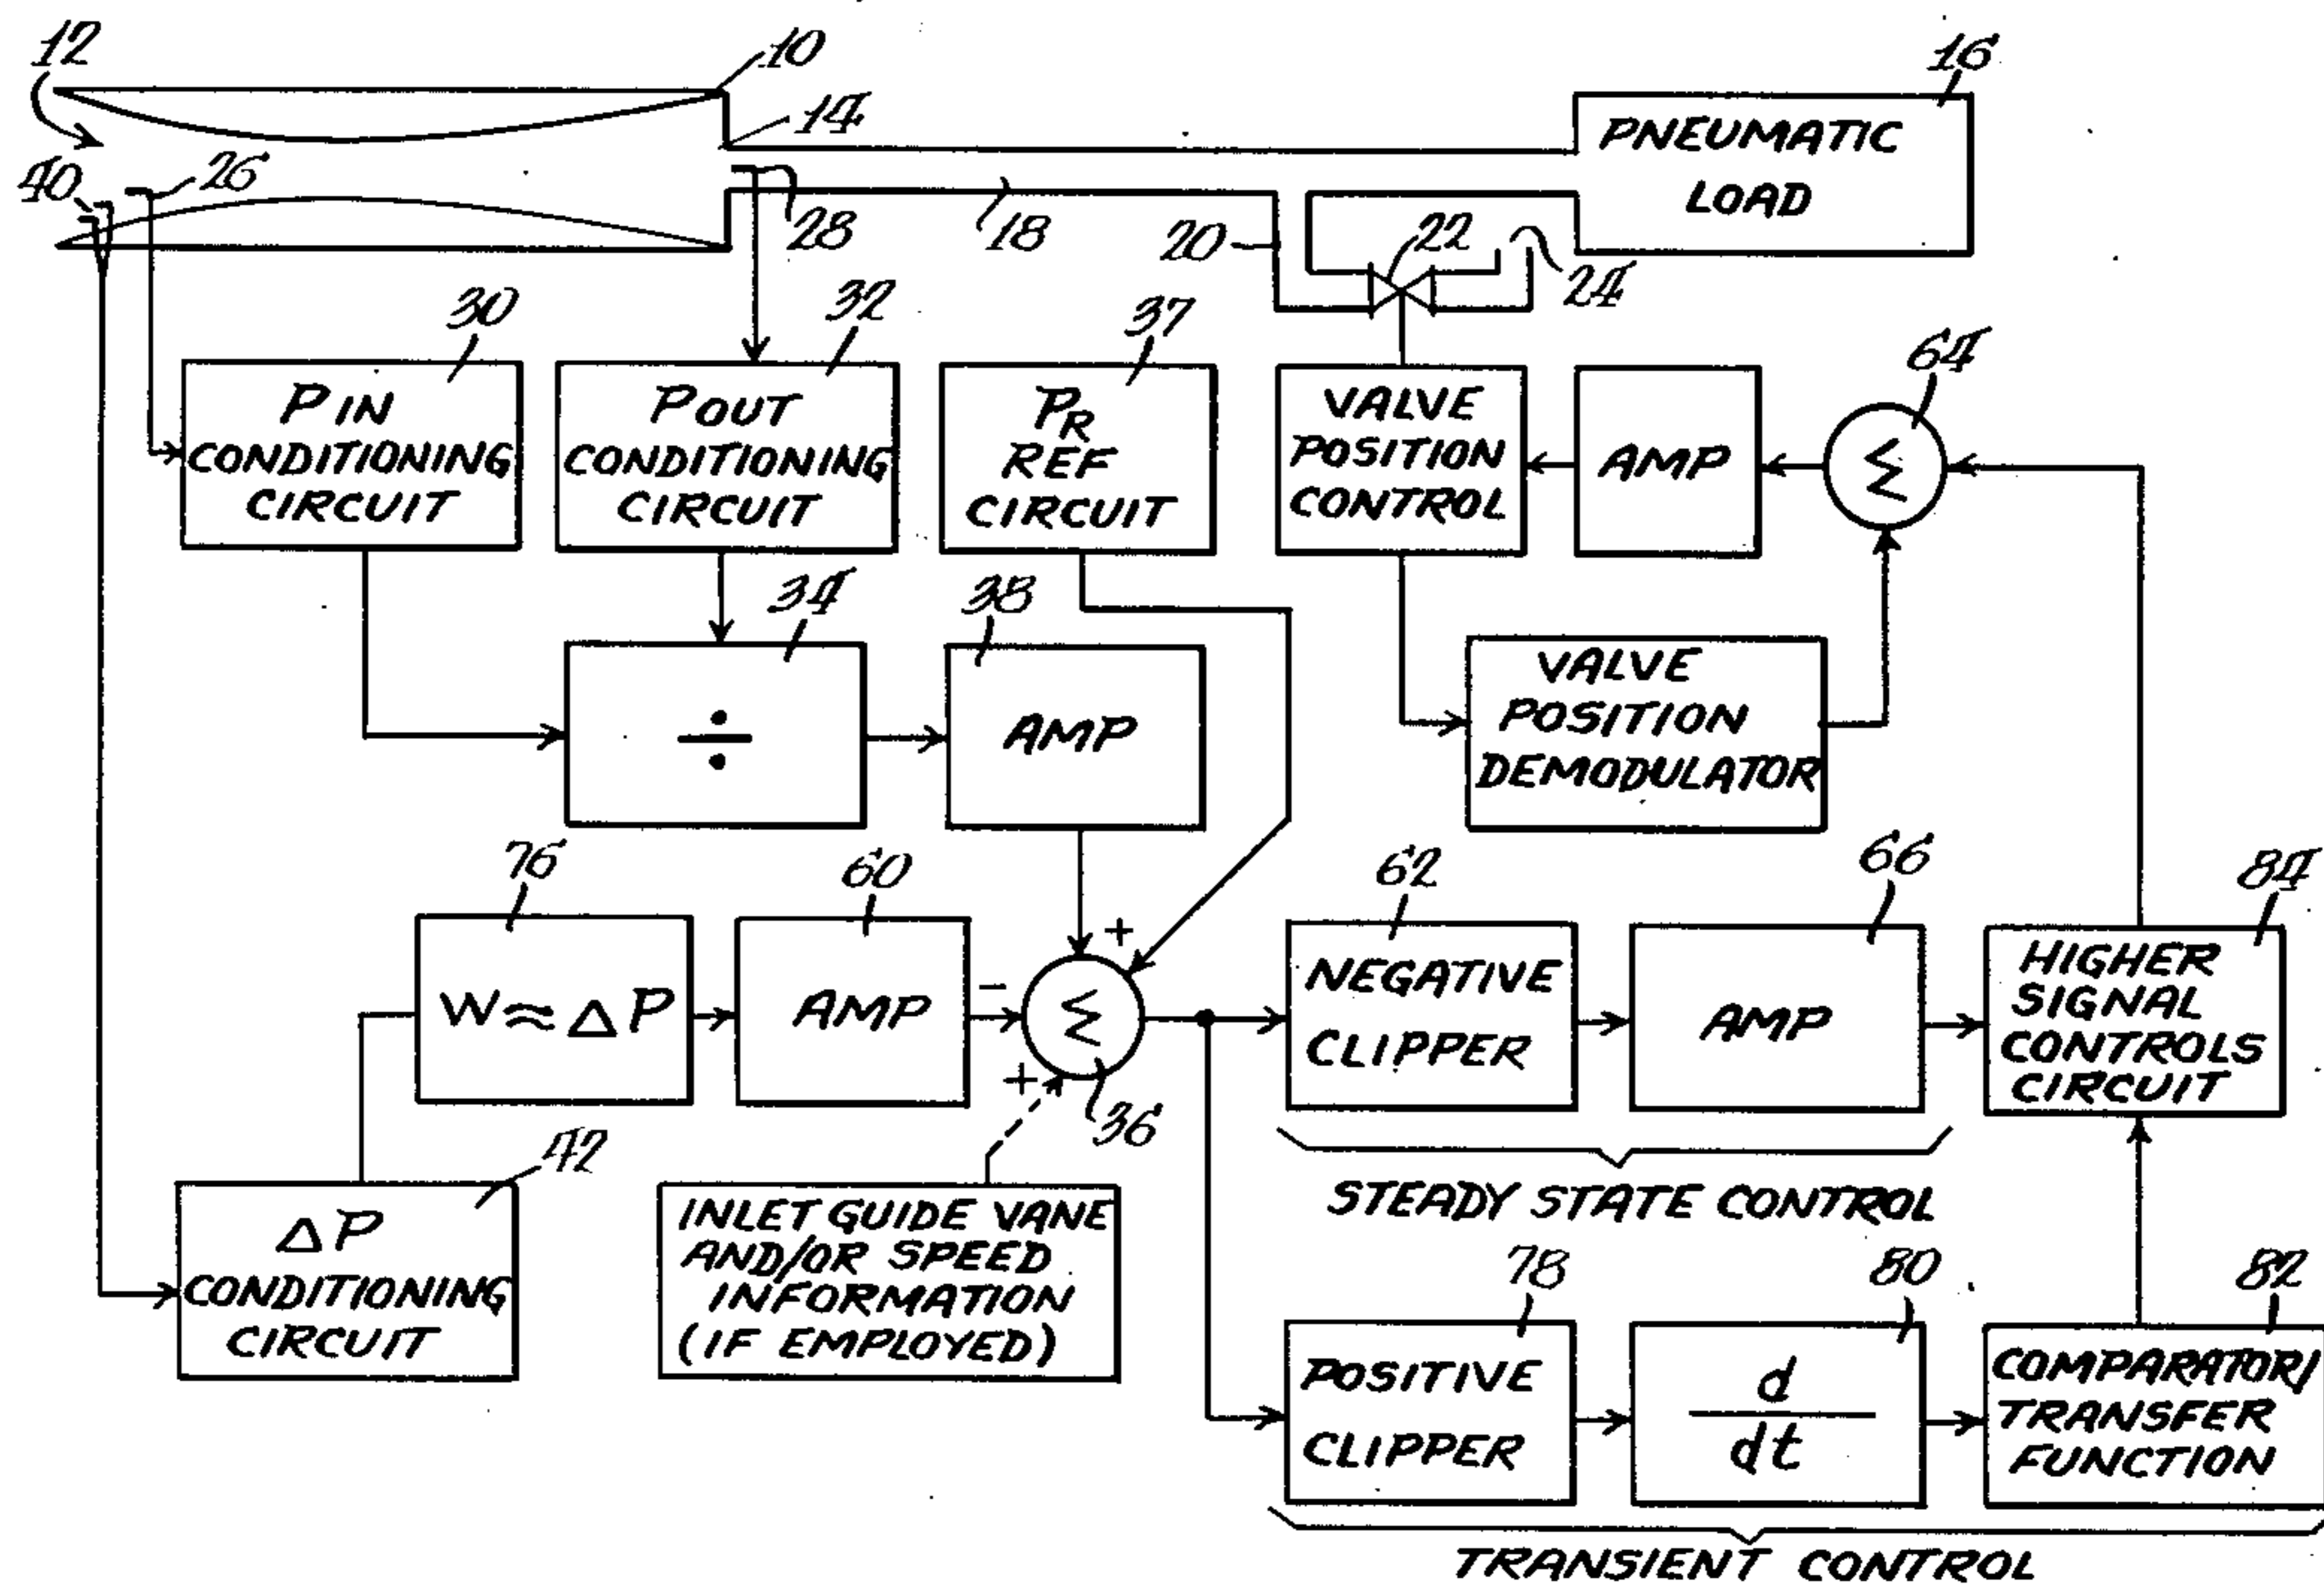 12
10
14
16
PNEUMATIC
LOAD
40
26
28
18
20
22
24
30
32
37
64
P IN
CONDITIONING
CIRCUIT
P OUT
CONDITIONING
CIRCUIT
PR
REF
CIRCUIT
VALVE
POSITION
CONTROL
AMP
Σ
34
38
÷
AMP
VALVE
POSITION
DEMODULATOR
76
60
62
66
84
W ≈ ΔP
AMP
+
−
+
Σ
36
NEGATIVE
CLIPPER
AMP
HIGHER
SIGNAL
CONTROLS
CIRCUIT
STEADY STATE CONTROL
42
ΔP
CONDITIONING
CIRCUIT
INLET GUIDE VANE
AND/OR SPEED
INFORMATION
(IF EMPLOYED)
78
80
82
POSITIVE
CLIPPER
d
dt
COMPARATOR/
TRANSFER
FUNCTION
TRANSIENT CONTROL